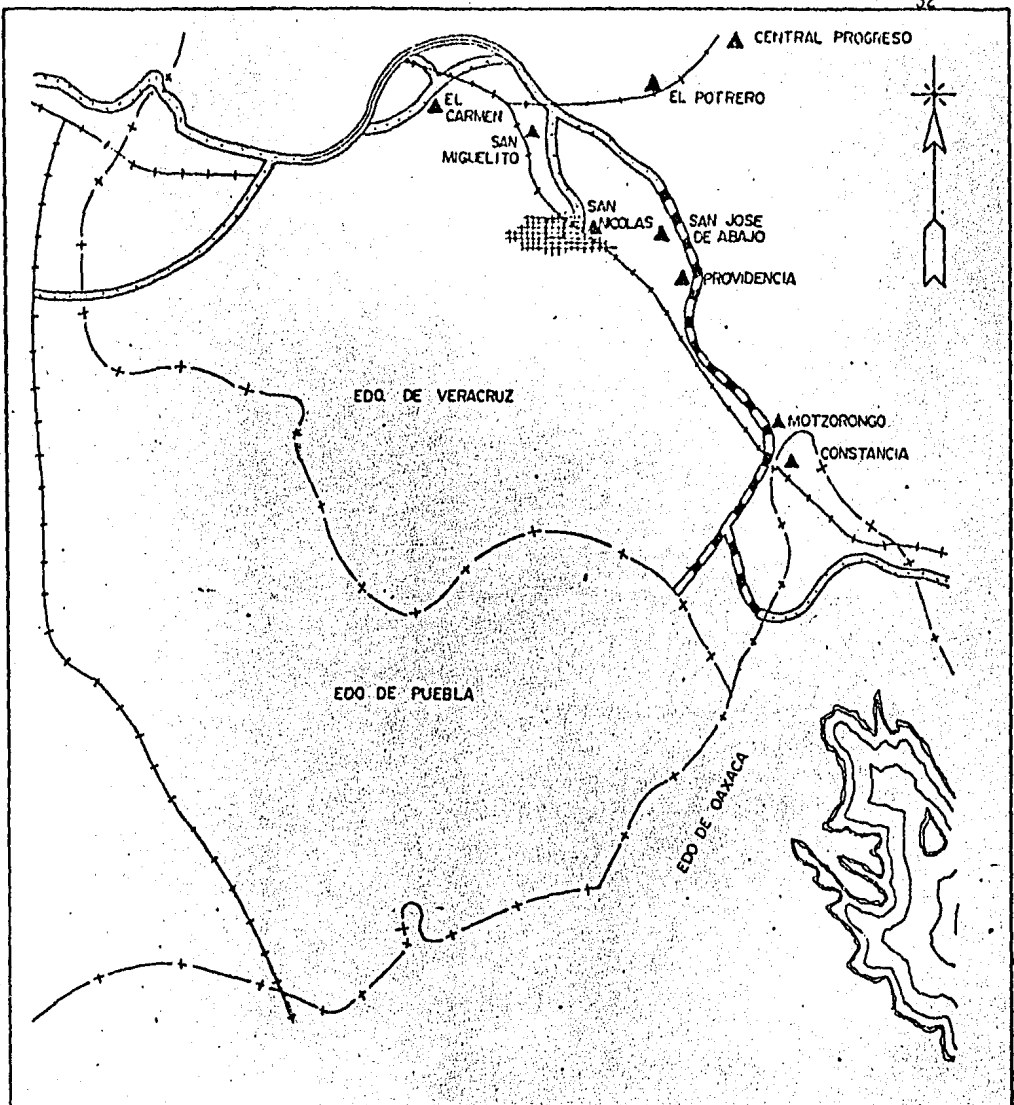 52
CENTRAL PROGRESO
EL POTRERO
EL
CARMEN
SAN
MIGUELITO
SAN
NICOLAS
SAN JOSE
DE ABAJO
PROVIDENCIA
EDO. DE VERACRUZ
MOTZORONGO
CONSTANCIA
EDO DE PUEBLA
EDO DE OAXACA